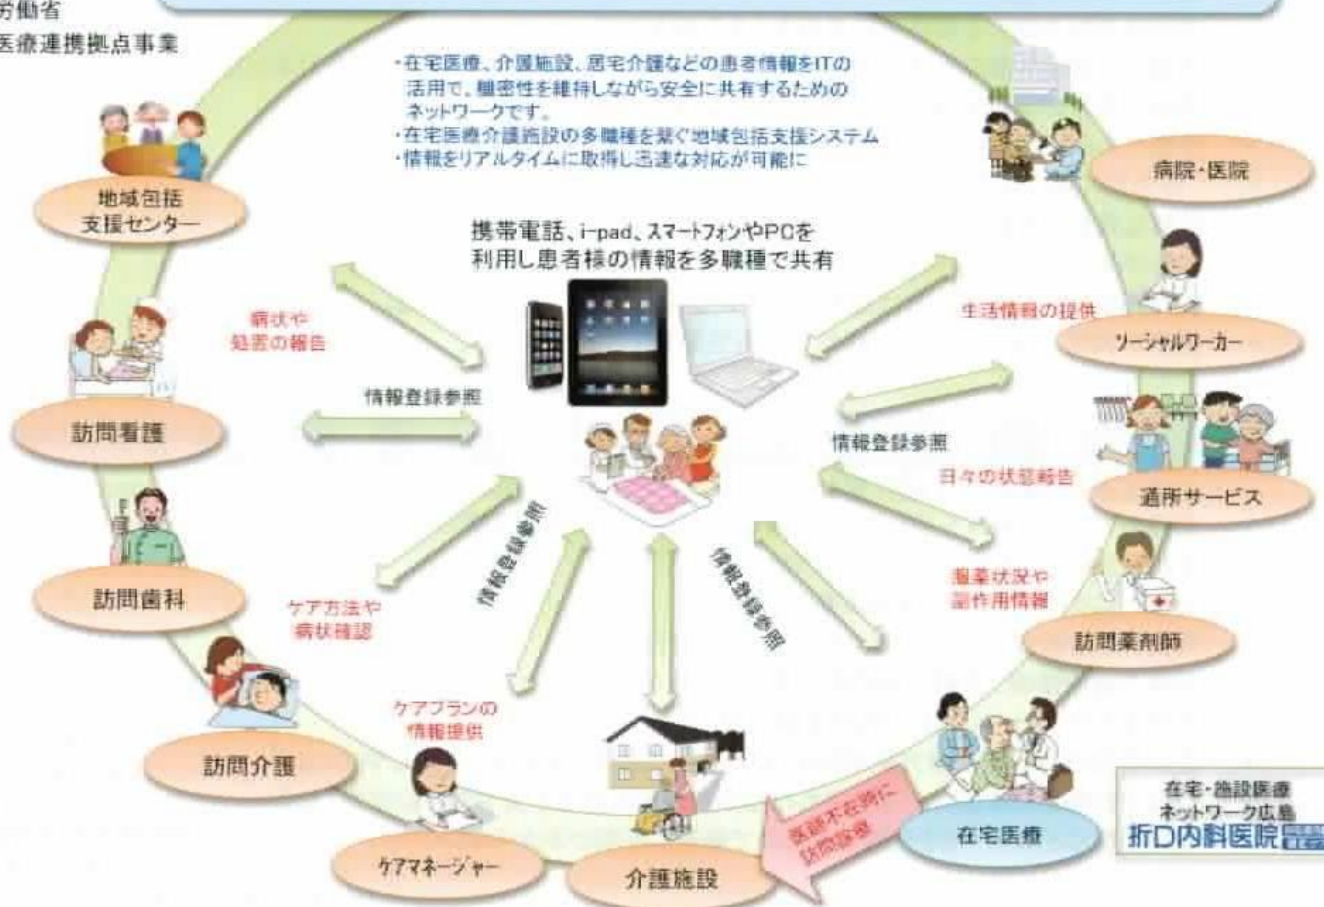 労働省
医療連携拠点事業
・在宅医療、介護施設、居宅介護などの患者情報をITの
活用で、機密性を維持しながら安全に共有するための
ネットワークです。
・在宅医療介護施設の多職種を繋ぐ地域包括支援システム
・情報をリアルタイムに取得し迅速な対応が可能に
地域包括
支援センター
病院・医院
携帯電話、i-pad、スマートフォンやPCを
利用し患者様の情報を多職種で共有
病状や
処置の報告
生活情報の提供
ソーシャルワーカー
情報登録参照
訪問看護
情報登録参照
日々の状態報告
通所サービス
情報登録参照
情報登録参照
訪問歯科
ケア方法や
病状確認
服薬状況や
副作用情報
訪問薬剤師
ケアプランの
情報提供
訪問介護
医師不在時に
訪問診療
在宅医療
在宅・施設医療
ネットワーク広島
折口内科医院
ケアマネージャー
介護施設